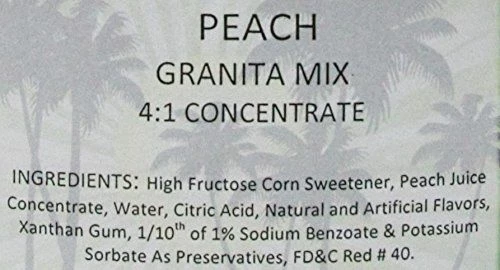 PEACH
GRANITA MIX
4:1 CONCENTRATE
INGREDIENTS: High Fructose Corn Sweetener, Peach Juice
Concentrate, Water, Citric Acid, Natural and Artificial Flavors,
Xanthan Gum, 1/10th of 1% Sodium Benzoate & Potassium
Sorbate As Preservatives, FD&C Red # 40.